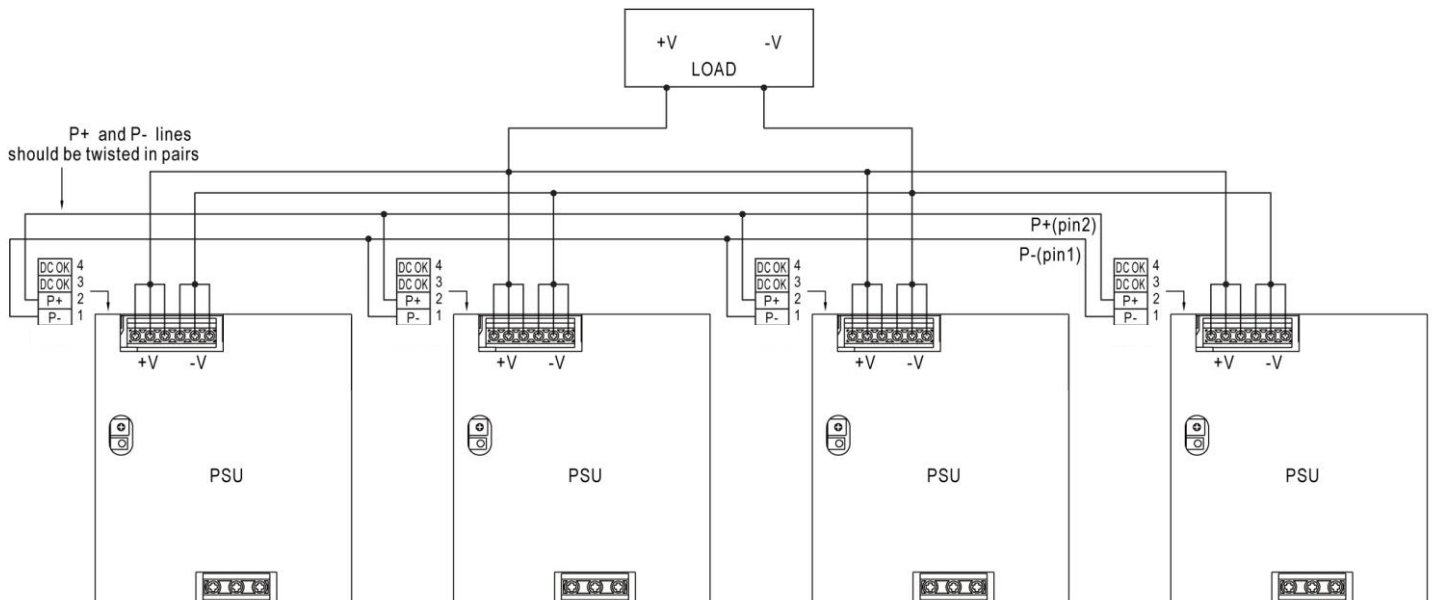 +V -V
LOAD
P+ and P- lines
should be twisted in pairs
P+(pin2)
P-(pin1)
DC OK 4
DC OK 3
P+ 2
P- 1
+V -V
PSU
DC OK 4
DC OK 3
P+ 2
P- 1
+V -V
PSU
DC OK 4
DC OK 3
P+ 2
P- 1
+V -V
PSU
DC OK 4
DC OK 3
P+ 2
P- 1
+V -V
PSU